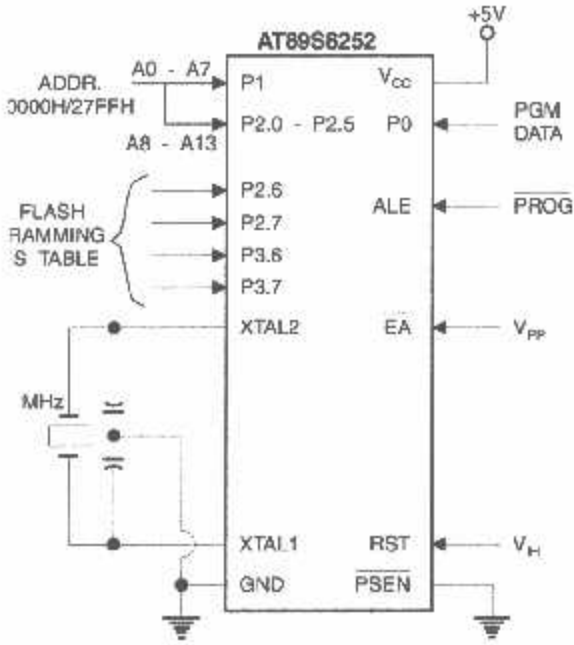 +5V
AT89S8252
A0 - A7
ADDR.
0000H/27FFH
A8 - A13
P1
VCC
P2.0 - P2.5
P0
PGM
DATA
P2.6
FLASH
RAMMING
S TABLE
P2.7
ALE
PROG
P3.6
P3.7
XTAL2
EA
VPP
MHz
XTAL1
RST
VIH
GND
PSEN